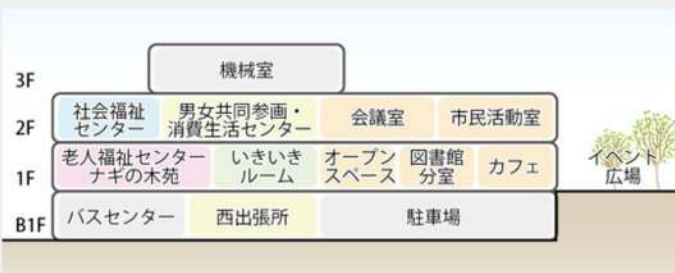 3F
機械室
2F
社会福祉
センター
男女共同参画・
消費生活センター
会議室
市民活動室
1F
老人福祉センター
ナギの木苑
いきいき
ルーム
オープン
スペース
図書館
分室
カフェ
イベント
広場
B1F
バスセンター
西出張所
駐車場